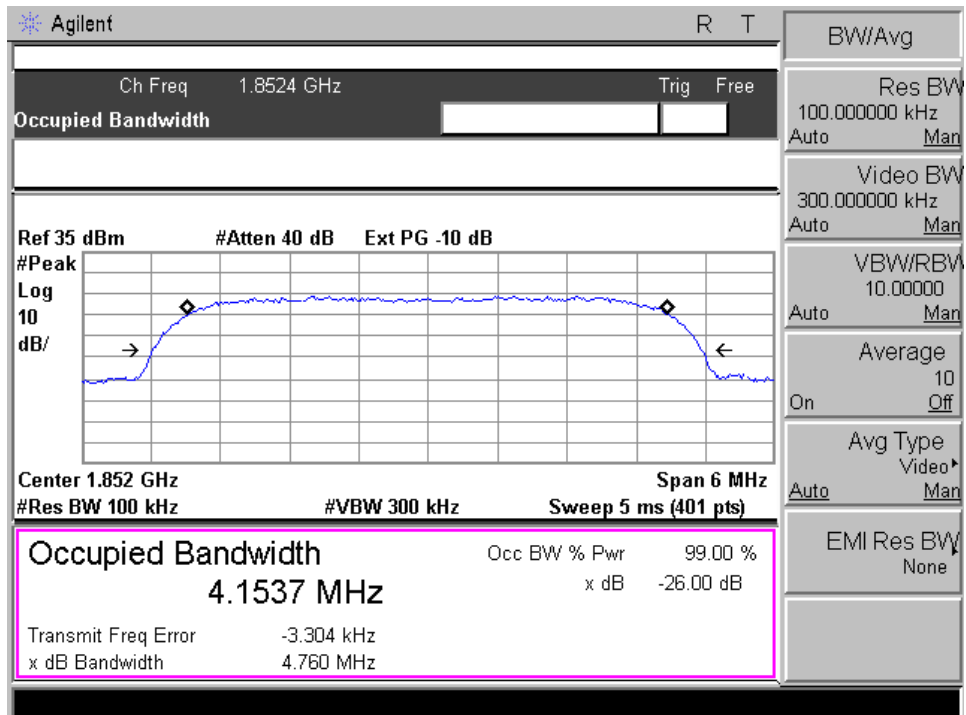 Agilent R T
Ch Freq 1.8524 GHz Trig Free
Occupied Bandwidth
Ref 35 dBm #Atten 40 dB Ext PG -10 dB
#Peak
Log
10
dB/
Center 1.852 GHz Span 6 MHz
#Res BW 100 kHz #VBW 300 kHz Sweep 5 ms (401 pts)
Occupied Bandwidth
4.1537 MHz
Occ BW % Pwr 99.00 %
x dB -26.00 dB
Transmit Freq Error -3.304 kHz
x dB Bandwidth 4.760 MHz
BW/Avg
Res BW
100.000000 kHz
Auto Man
Video BW
300.000000 kHz
Auto Man
VBW/RBW
10.00000
Auto Man
Average
10
On Off
Avg Type
Video
Auto Man
EMI Res BW
None